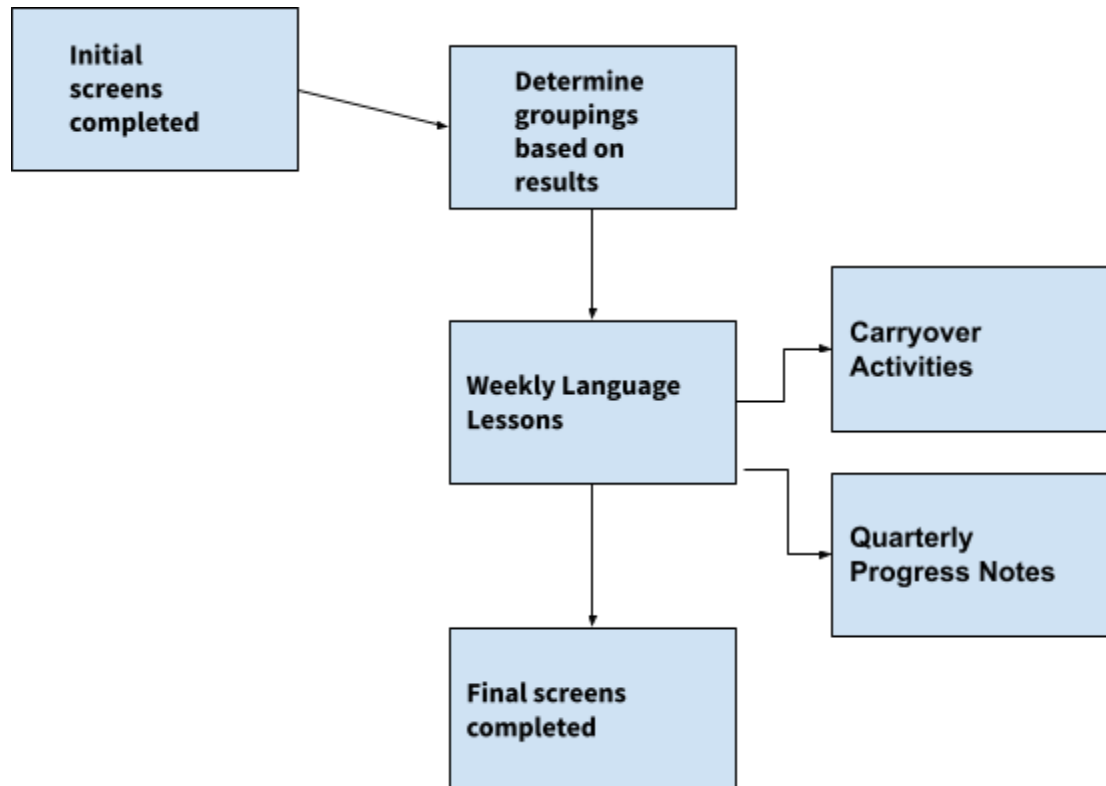 Initial
screens
completed
Determine
groupings
based on
results
Weekly Language
Lessons
Carryover
Activities
Quarterly
Progress Notes
Final screens
completed